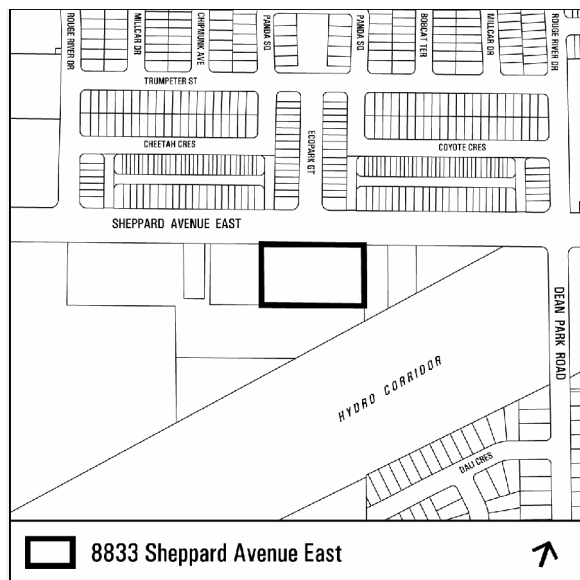 ROUGE RIVER DR
MILLCAR DR
CHIPMUNK AVE
PANDA SQ
PANDA SQ
BOBCAT TER
MILLCAR DR
ROUGE RIVER DR
TRUMPETER ST
CHEETAH CRES
ECOPARK GT
COYOTE CRES
SHEPPARD AVENUE EAST
DEAN PARK ROAD
HYDRO CORRIDOR
DALI CRES
8833 Sheppard Avenue East